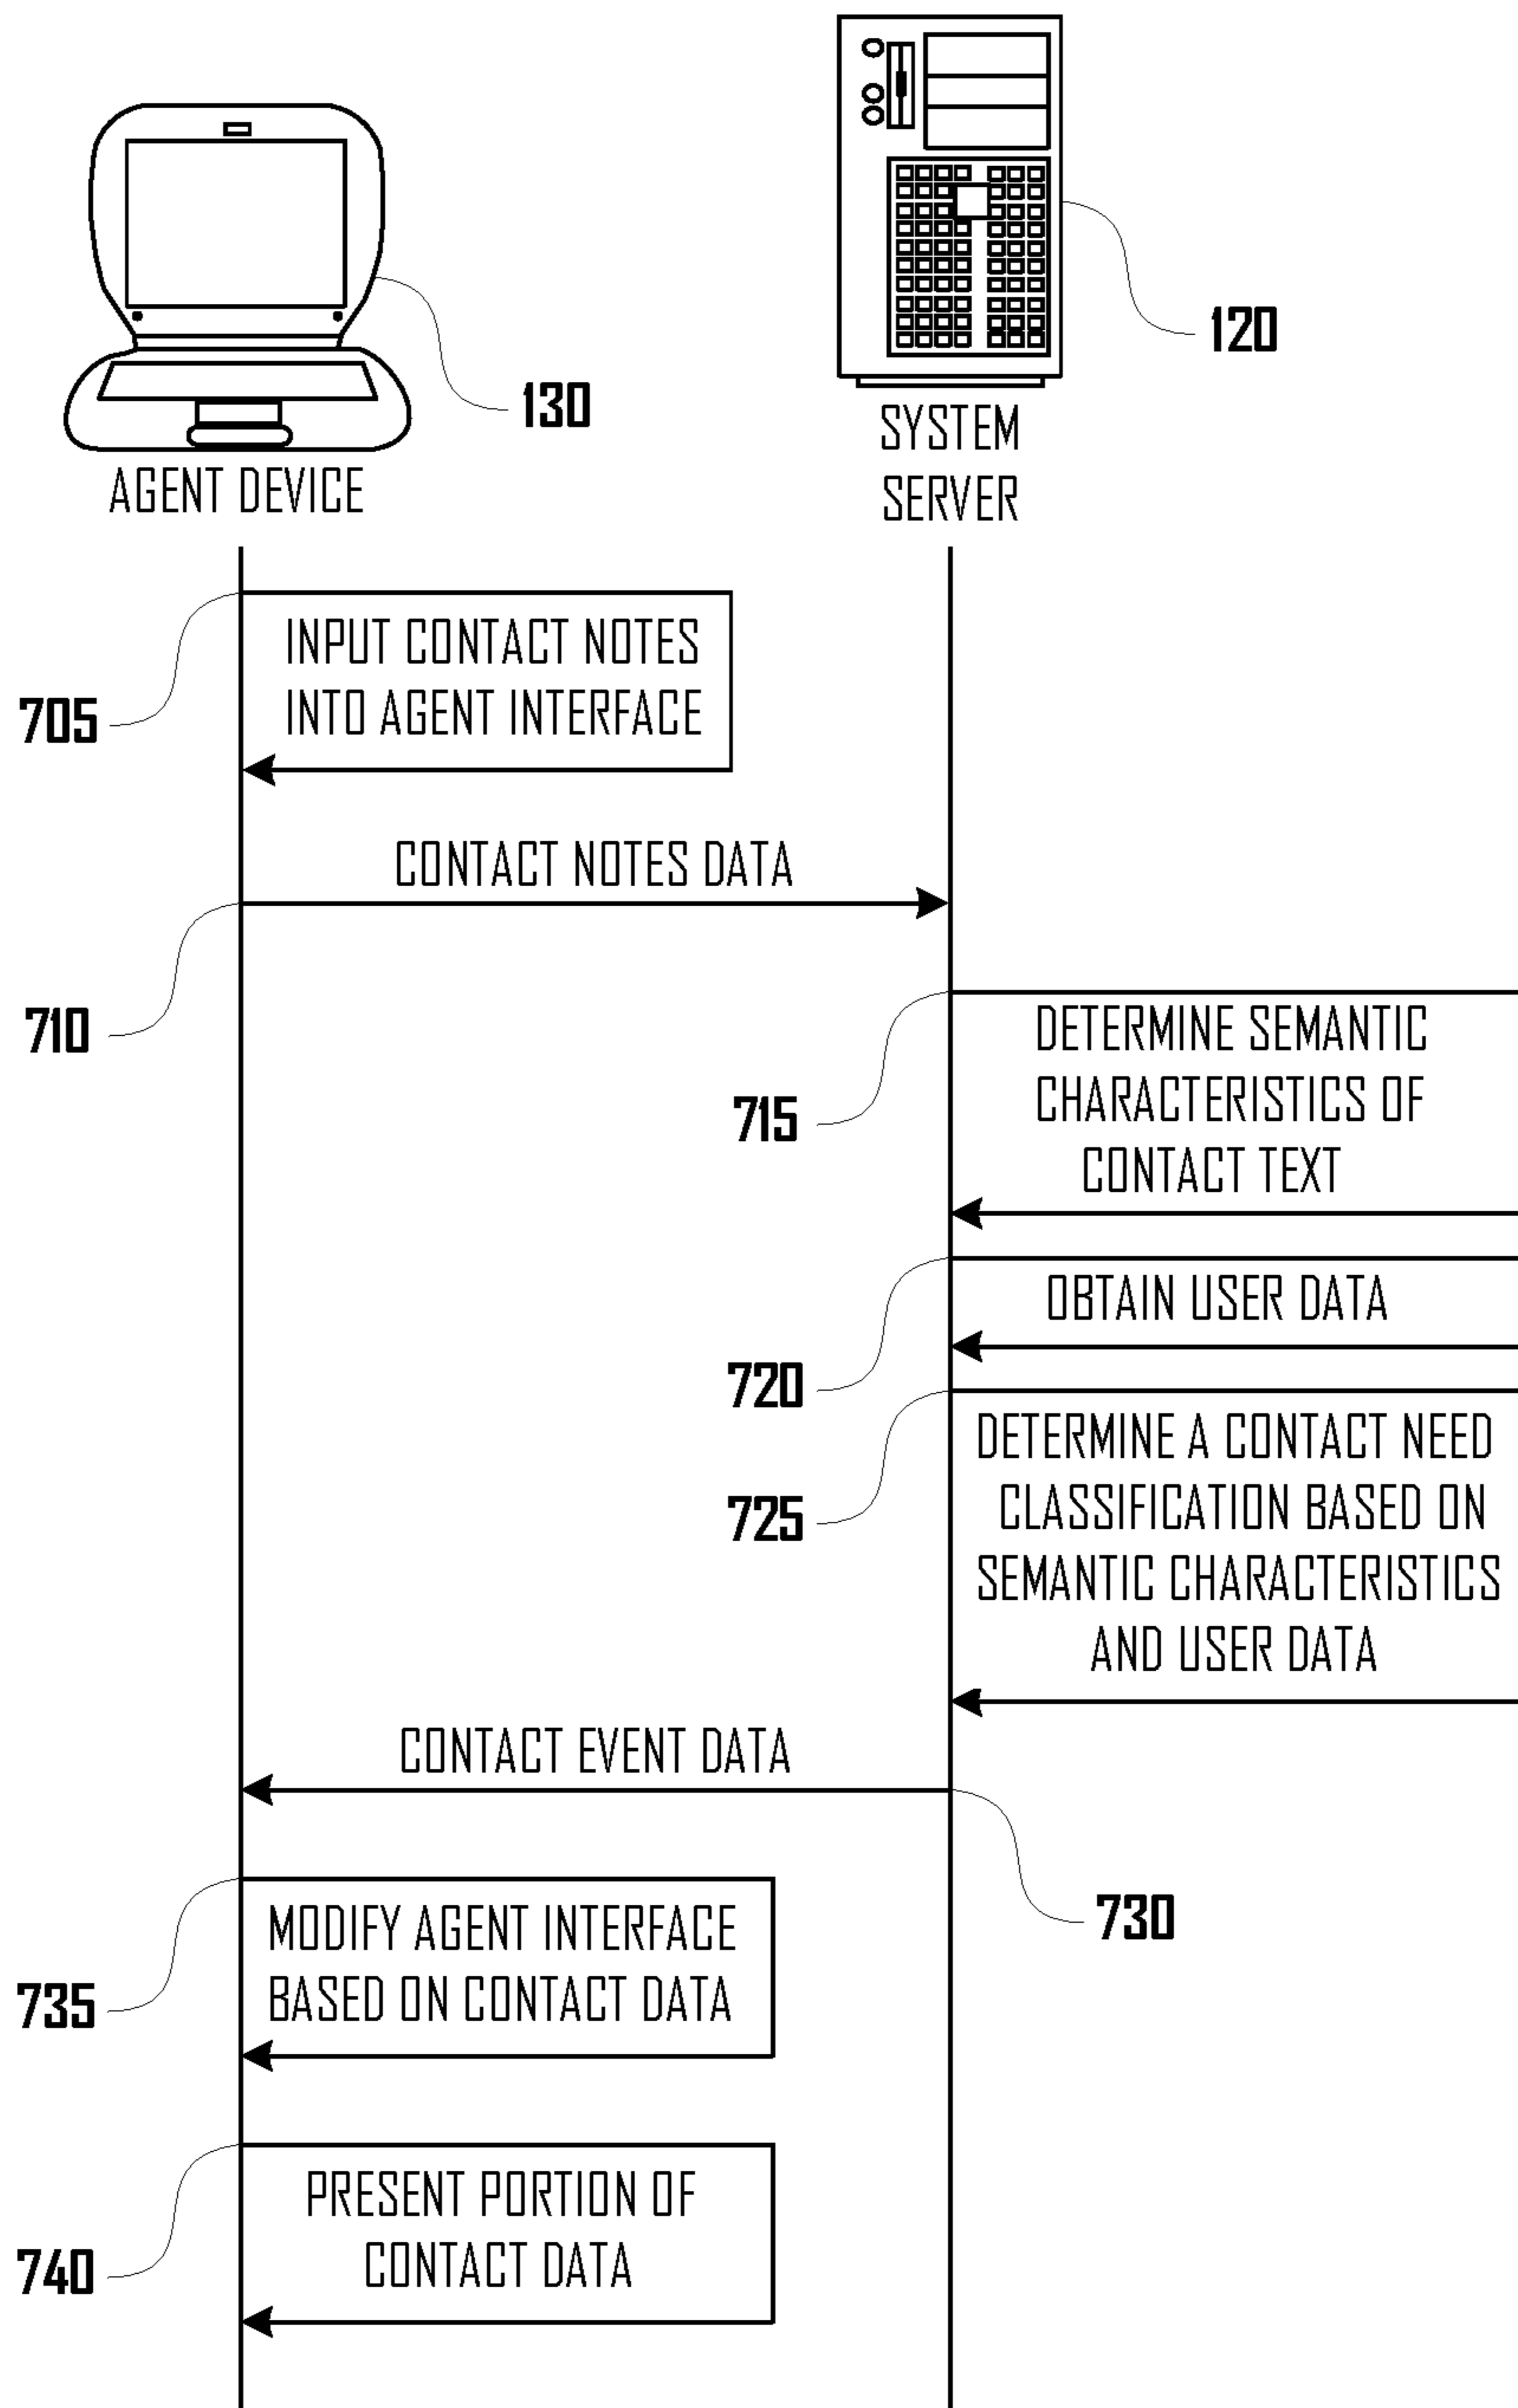 120
130
SYSTEM
SERVER
AGENT DEVICE
INPUT CONTACT NOTES
INTO AGENT INTERFACE
705
CONTACT NOTES DATA
710
DETERMINE SEMANTIC
CHARACTERISTICS OF
CONTACT TEXT
715
OBTAIN USER DATA
720
DETERMINE A CONTACT NEED
CLASSIFICATION BASED ON
SEMANTIC CHARACTERISTICS
AND USER DATA
725
CONTACT EVENT DATA
730
MODIFY AGENT INTERFACE
BASED ON CONTACT DATA
735
PRESENT PORTION OF
CONTACT DATA
740